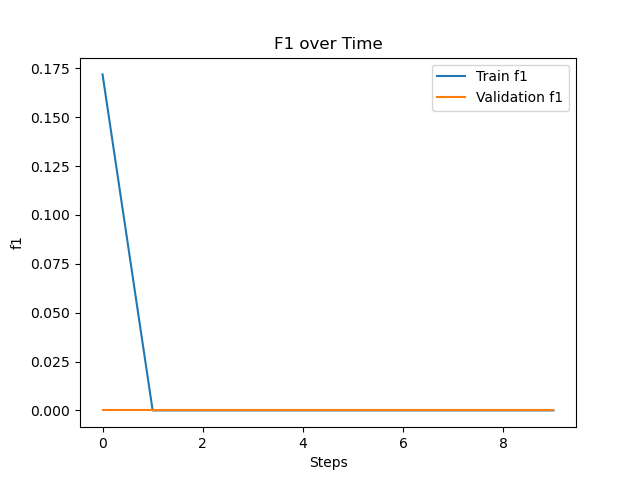 F1 over Time
Train f1
Validation f1
f1
0.175
0.150
0.125
0.100
0.075
0.050
0.025
0.000
0 2 4 6 8
Steps